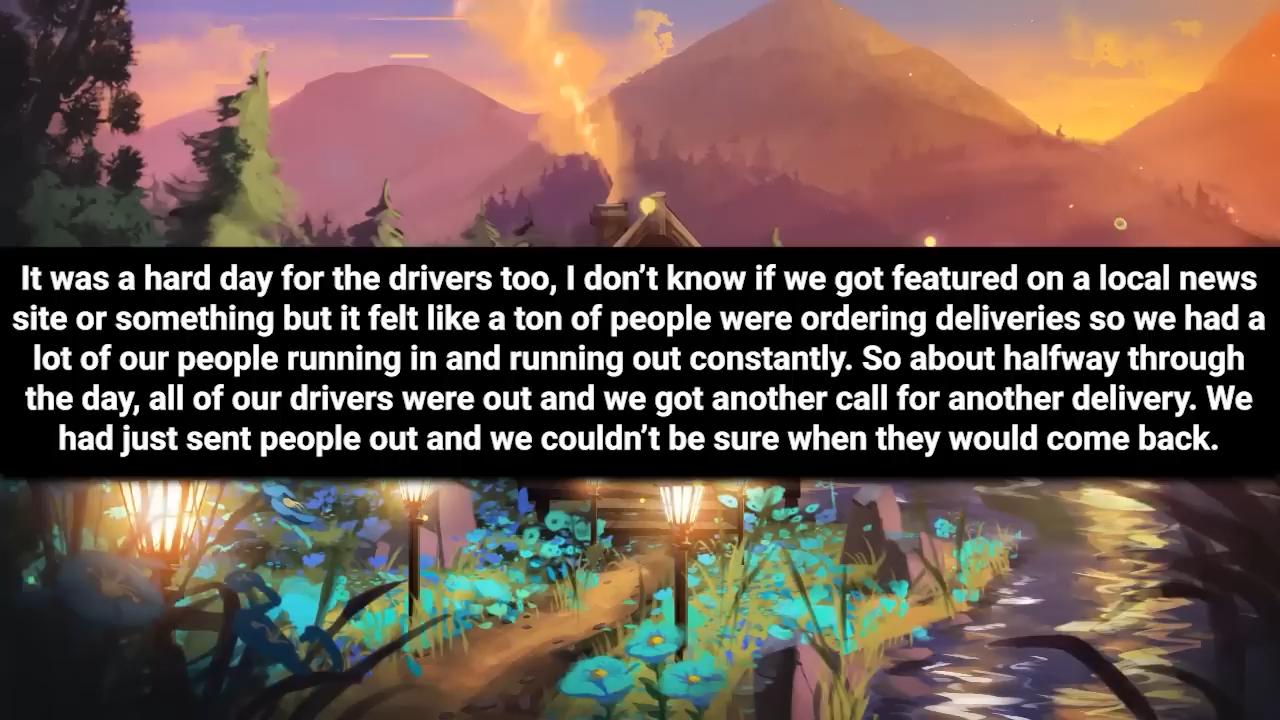 It was a hard day for the drivers too, I don’t know if we got featured on a local news
site or something but it felt like a ton of people were ordering deliveries so we had a
lot of our people running in and running out constantly. So about halfway through
the day, all of our drivers were out and we got another call for another delivery. We
had just sent people out and we couldn’t be sure when they would come back.